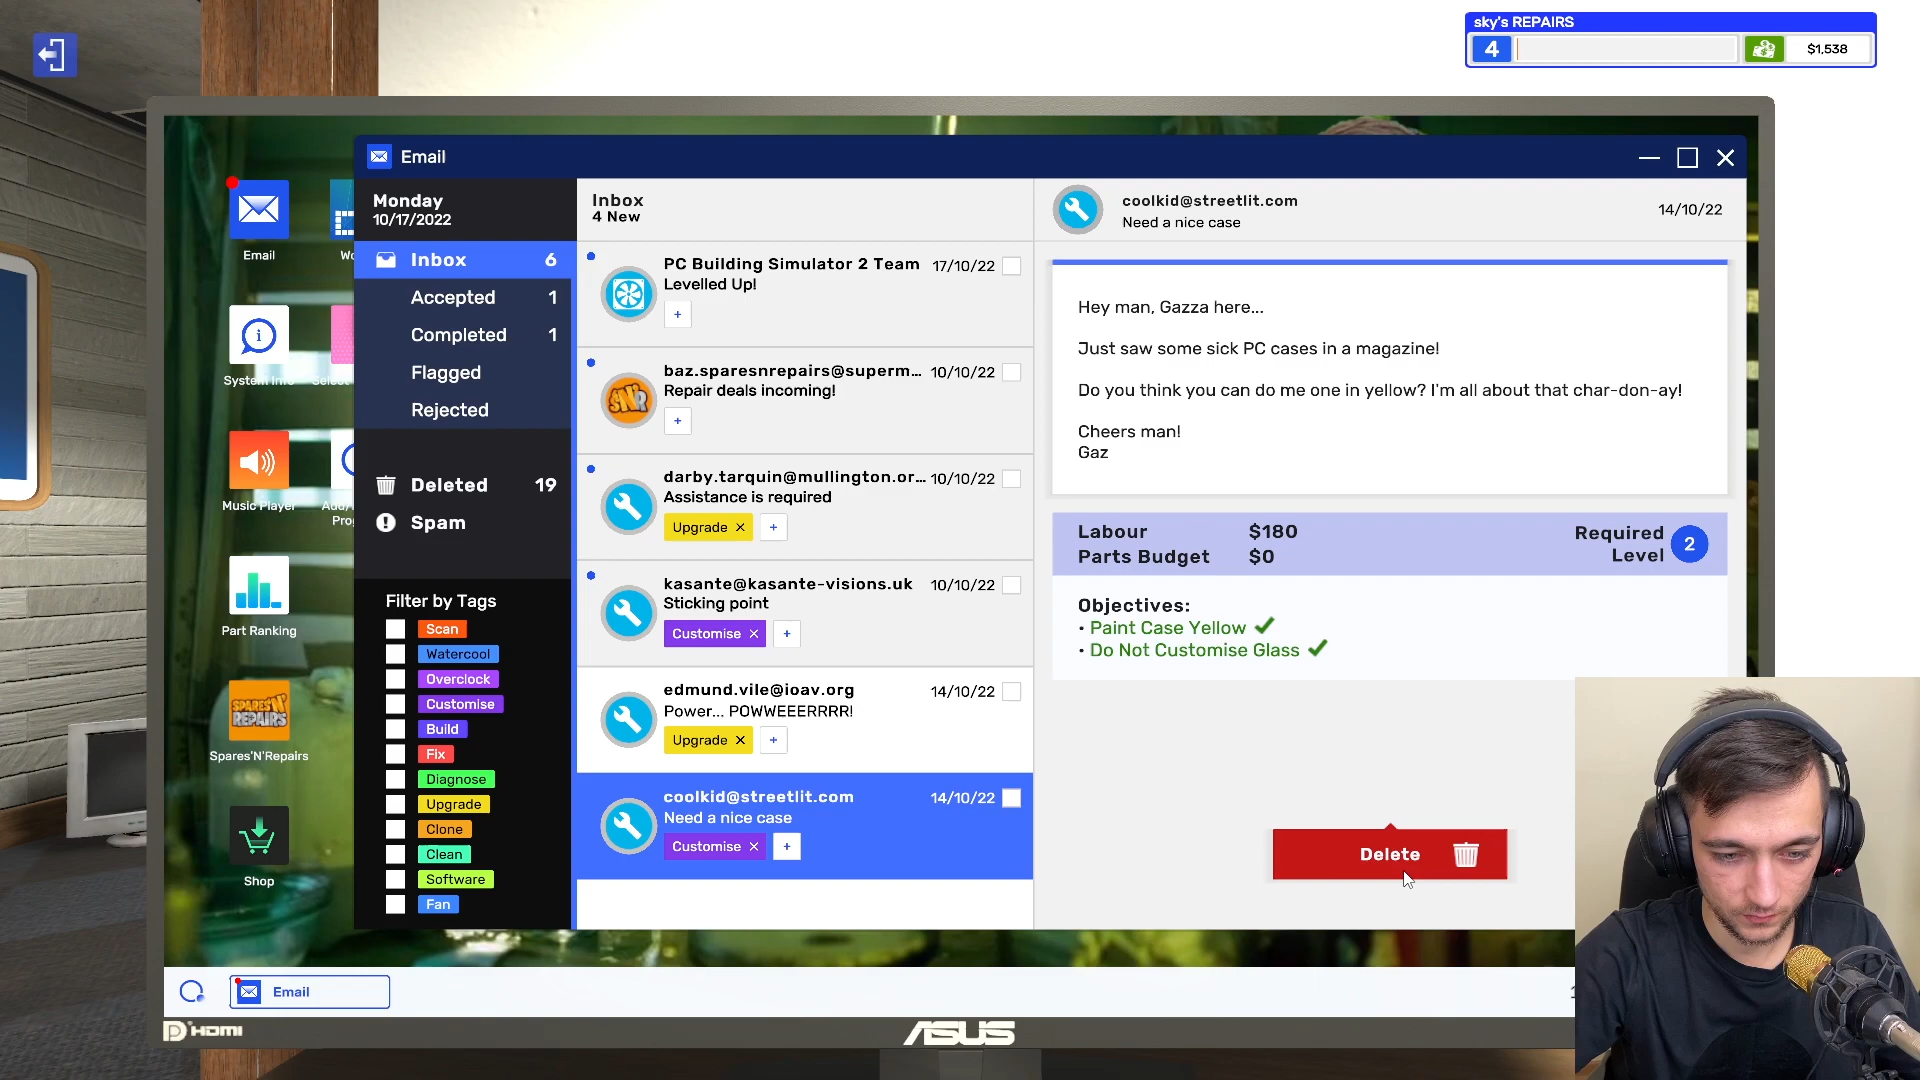 sky's REPAIRS
4
$1,538
Email
Monday
10/17/2022
Inbox 6
Accepted 1
Completed 1
Flagged
Rejected
Deleted 19
Spam
Filter by Tags
Scan
Watercool
Overclock
Customise
Build
Fix
Diagnose
Upgrade
Clone
Clean
Software
Fan
Inbox
4 New
PC Building Simulator 2 Team 17/10/22
Levelled Up!
+
baz.sparesnrepairs@superm... 10/10/22
Repair deals incoming!
+
darby.tarquin@mullington.or... 10/10/22
Assistance is required
Upgrade × +
kasante@kasante-visions.uk 10/10/22
Sticking point
Customise × +
edmund.vile@ioav.org 14/10/22
Power... POWWEEERRRR!
Upgrade × +
coolkid@streetlit.com 14/10/22
Need a nice case
Customise × +
coolkid@streetlit.com
Need a nice case
14/10/22
Hey man, Gazza here...
Just saw some sick PC cases in a magazine!
Do you think you can do me one in yellow? I'm all about that char-don-ay!
Cheers man!
Gaz
Labour $180
Parts Budget $0
Required
Level 2
Objectives:
• Paint Case Yellow
• Do Not Customise Glass
Delete
Email
System Info
Music Player
Part Ranking
SPARES'N'
REPAIRS
Spares'N'Repairs
Shop
SNR
Email
HDMI
ASUS